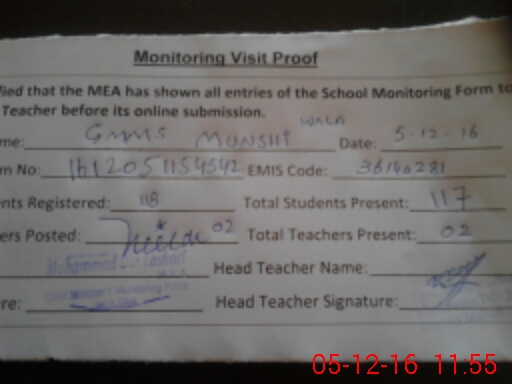 Monitoring Visit Proof
fied that the MEA has shown all entries of the School Monitoring Form to
Teacher before its online submission.
me: GMMS MUNSHI WALA Date: 5-12-16
m No: 1612051154542 EMIS Code: 36140281
nts Registered: 118 Total Students Present: 117
ers Posted: 02 Total Teachers Present: 02
Muhammad Head Teacher Name:
re: Head Teacher Signature:
05-12-16 11:55